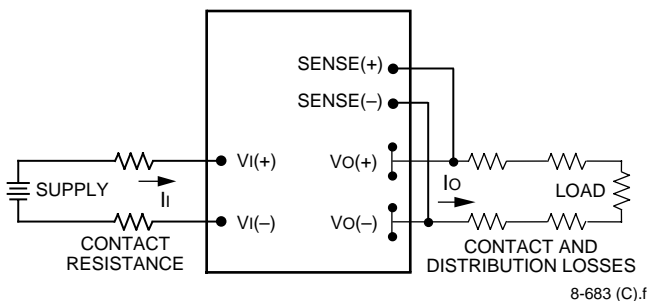 SENSE(+)
SENSE(–)
VI(+)
VO(+)
SUPPLY
II
IO
LOAD
VI(–)
VO(–)
CONTACT
RESISTANCE
CONTACT AND
DISTRIBUTION LOSSES
8-683 (C).f